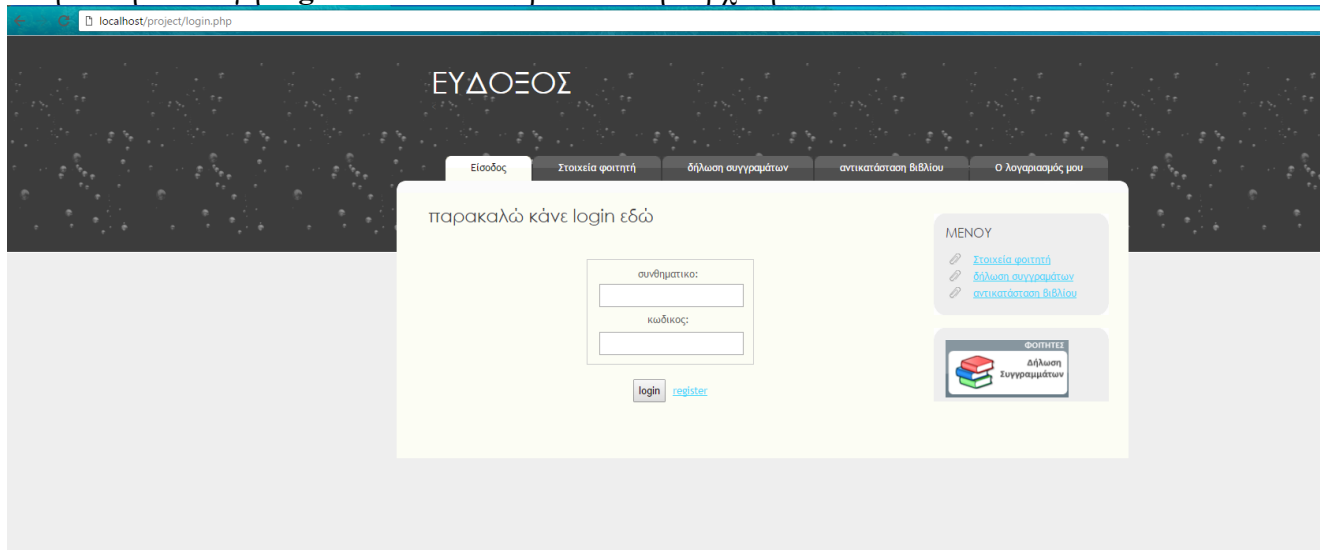 localhost/project/login.php
ΕΥΔΟΞΟΣ
Είσοδος Στοιχεία φοιτητή δήλωση συγγραμάτων αντικατάσταση βιβλίου Ο λογαριασμός μου
παρακαλώ κάνε login εδώ
συνθηματικο:
κωδικος:
login register
ΜΕΝΟΥ
Στοιχεία φοιτητή
δήλωση συγγραμάτων
αντικατάσταση βιβλίου
ΦΟΙΤΗΤΕΣ
Δήλωση
Συγγραμμάτων